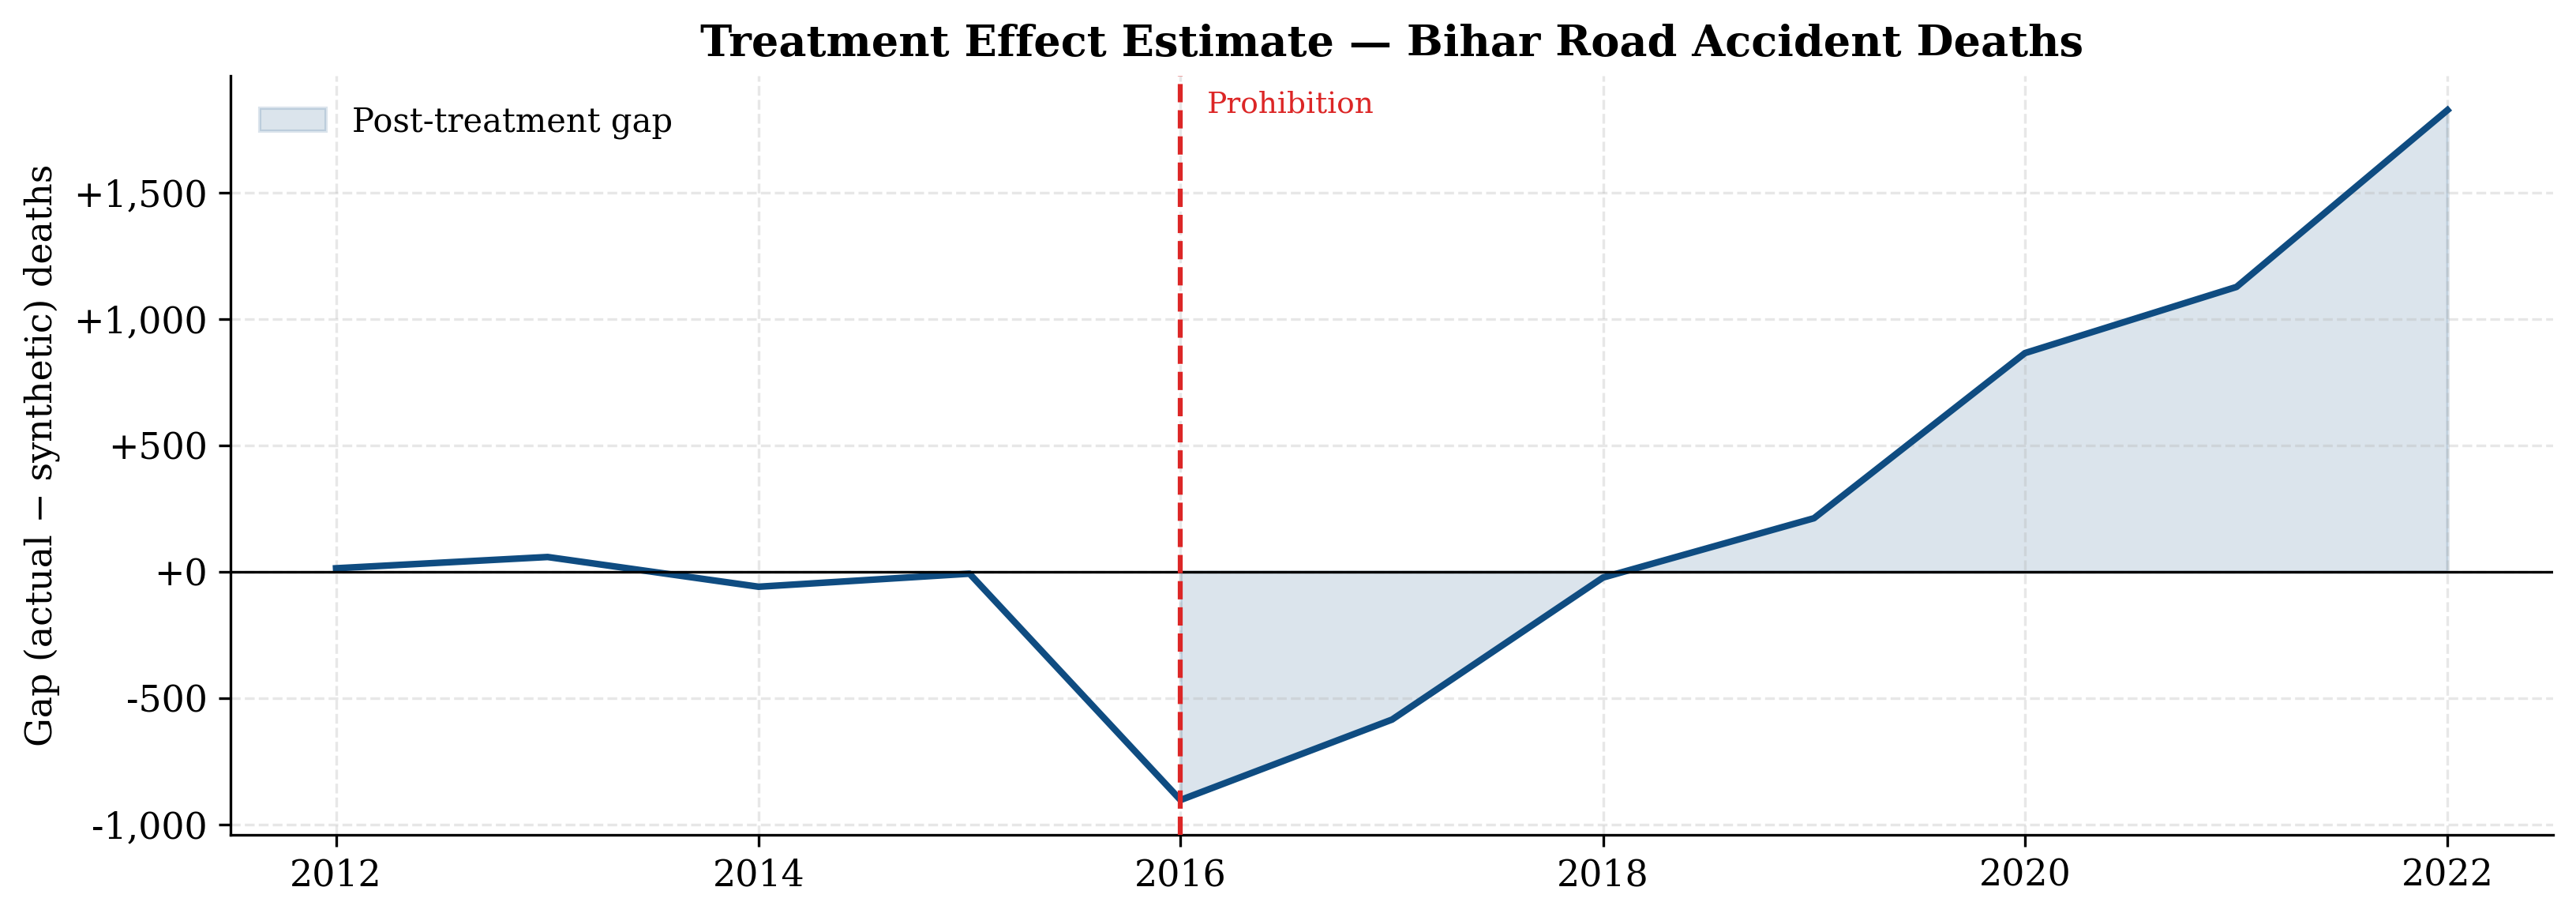 Treatment Effect Estimate — Bihar Road Accident Deaths
Post-treatment gap
Prohibition
Gap (actual − synthetic) deaths
+1,500
+1,000
+500
+0
-500
-1,000
2012 2014 2016 2018 2020 2022